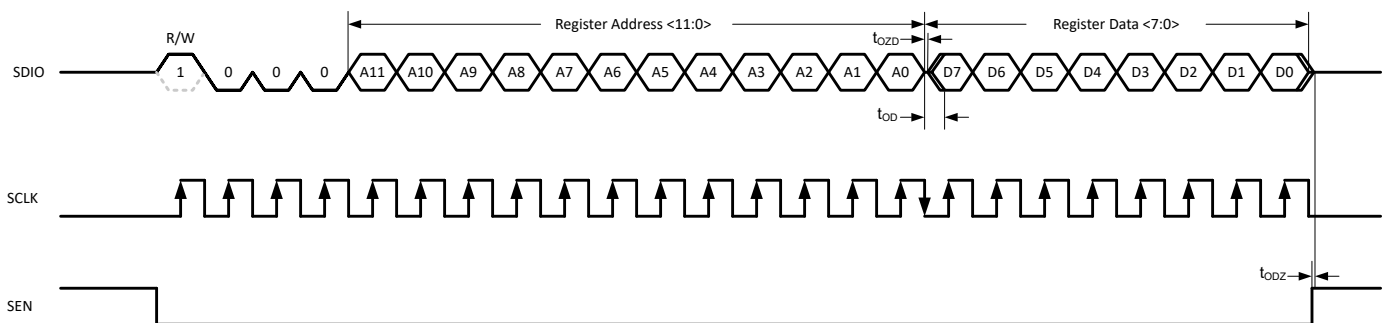 Register Address <11:0> Register Data <7:0>
R/W
tOZD
SDIO 1 0 0 0 A11 A10 A9 A8 A7 A6 A5 A4 A3 A2 A1 A0 D7 D6 D5 D4 D3 D2 D1 D0
tOD
SCLK
tODZ
SEN